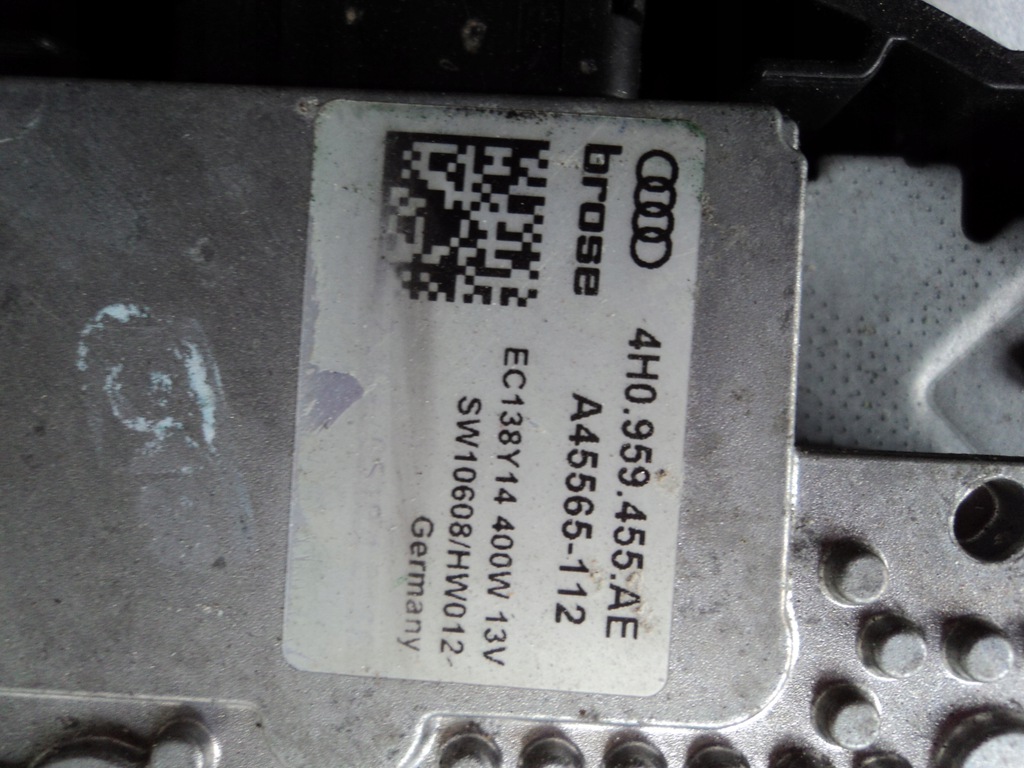 brose
4H0.959.455.AE
A45565-112
EC138Y14 400W 13V
SW10608/HW012-
Germany